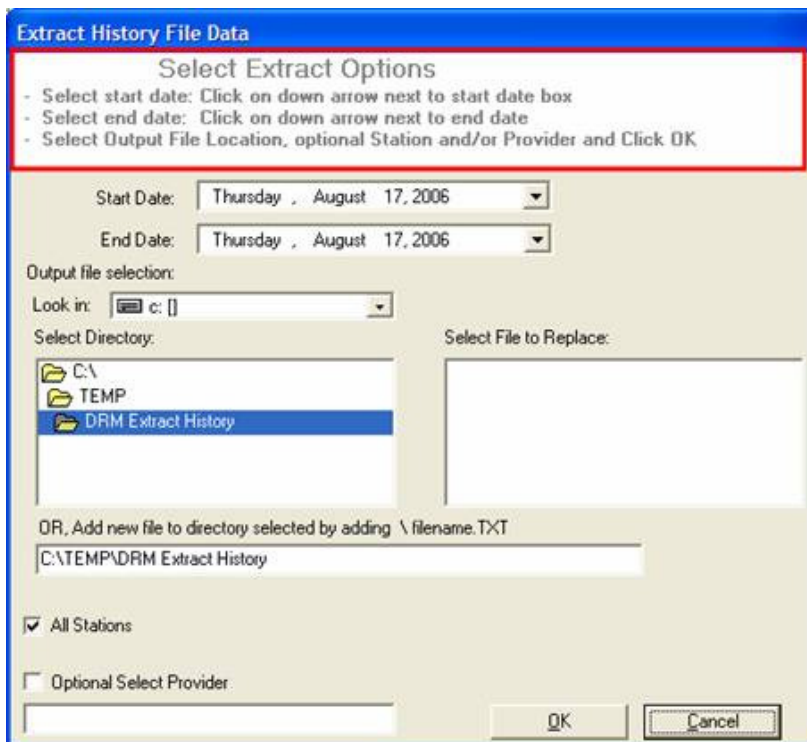 Extract History File Data
Select Extract Options
- Select start date: Click on down arrow next to start date box
- Select end date: Click on down arrow next to end date
- Select Output File Location, optional Station and/or Provider and Click OK
Start Date: Thursday , August 17, 2006
End Date: Thursday , August 17, 2006
Output file selection:
Look in: c: []
Select Directory: Select File to Replace:
C:\
TEMP
DRM Extract History
OR, Add new file to directory selected by adding \ filename.TXT
C:\TEMP\DRM Extract History
All Stations
Optional Select Provider
OK Cancel